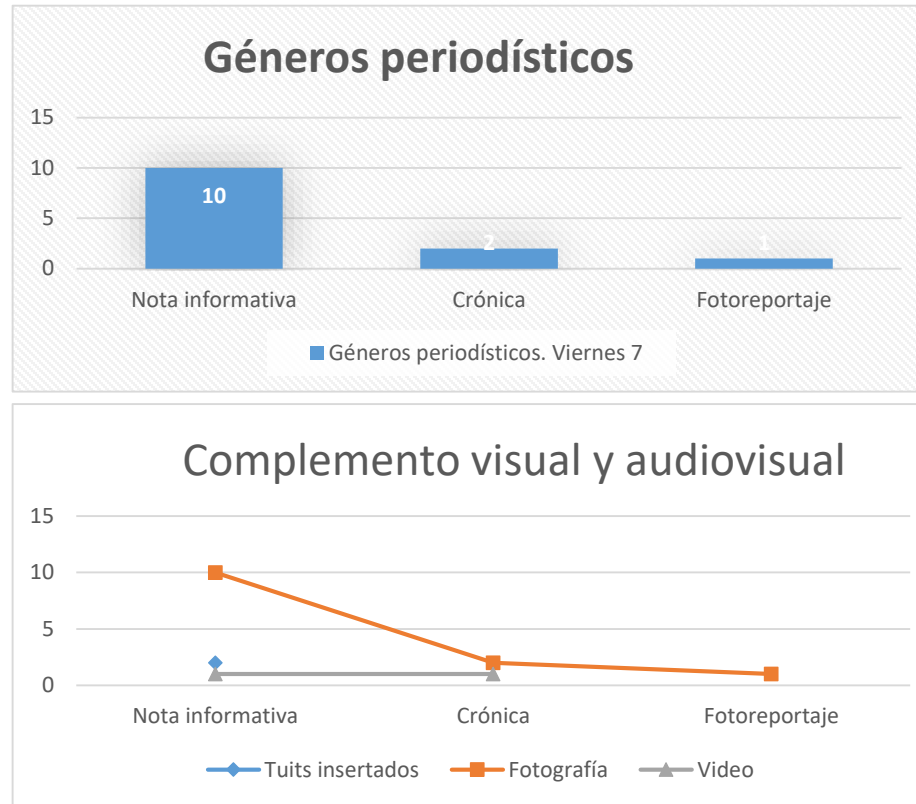 Géneros periodísticos
15
10
5
0
10
2
1
Nota informativa Crónica Fotoreportaje
Géneros periodísticos. Viernes 7
Complemento visual y audiovisual
15
10
5
0
Nota informativa Crónica Fotoreportaje
Tuits insertados Fotografía Video